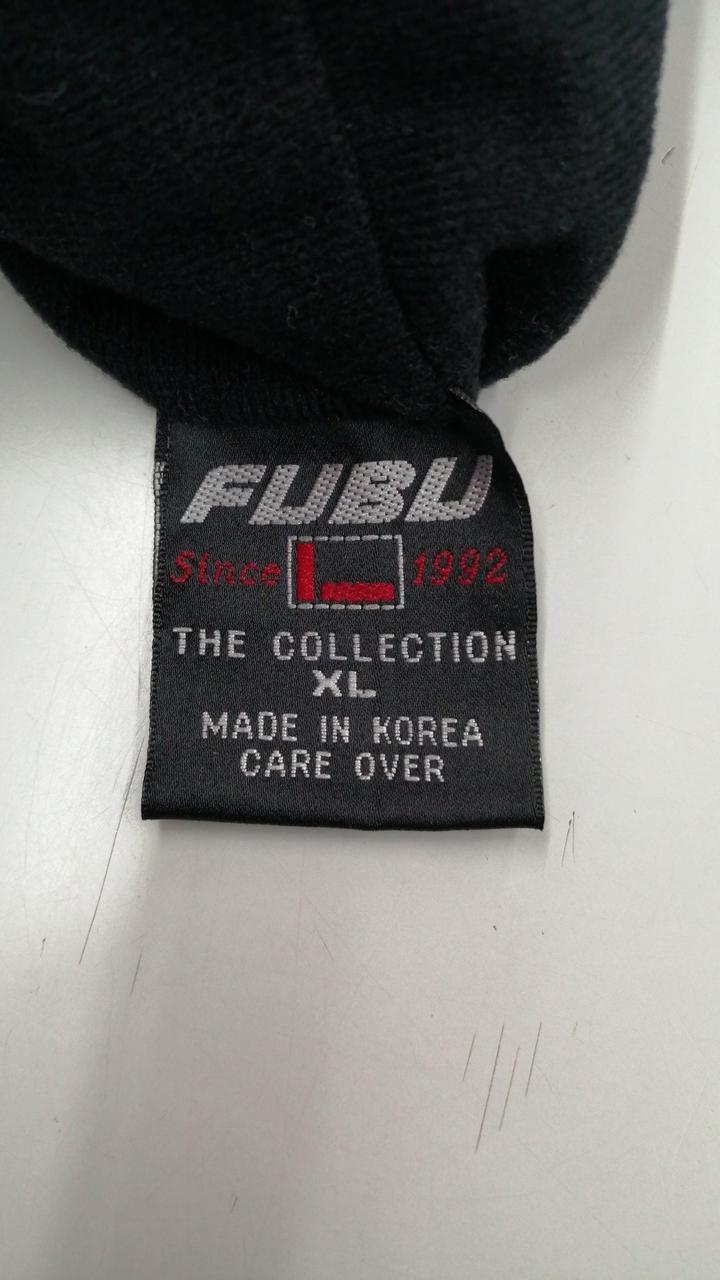 FUBU
Since 1992
THE COLLECTION
XL
MADE IN KOREA
CARE OVER